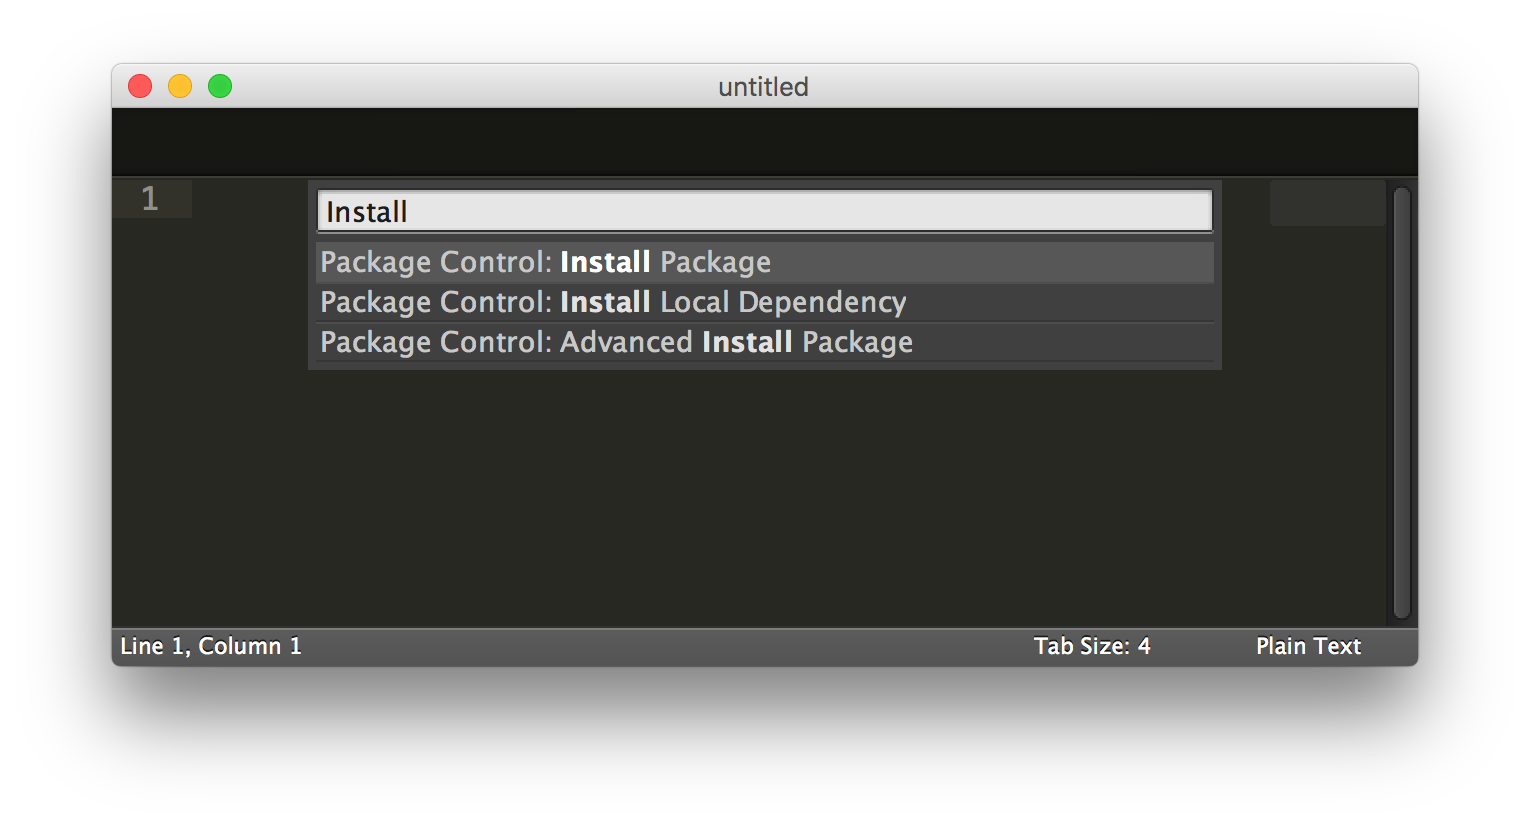 untitled
1
Install
Package Control: Install Package
Package Control: Install Local Dependency
Package Control: Advanced Install Package
Line 1, Column 1
Tab Size: 4
Plain Text